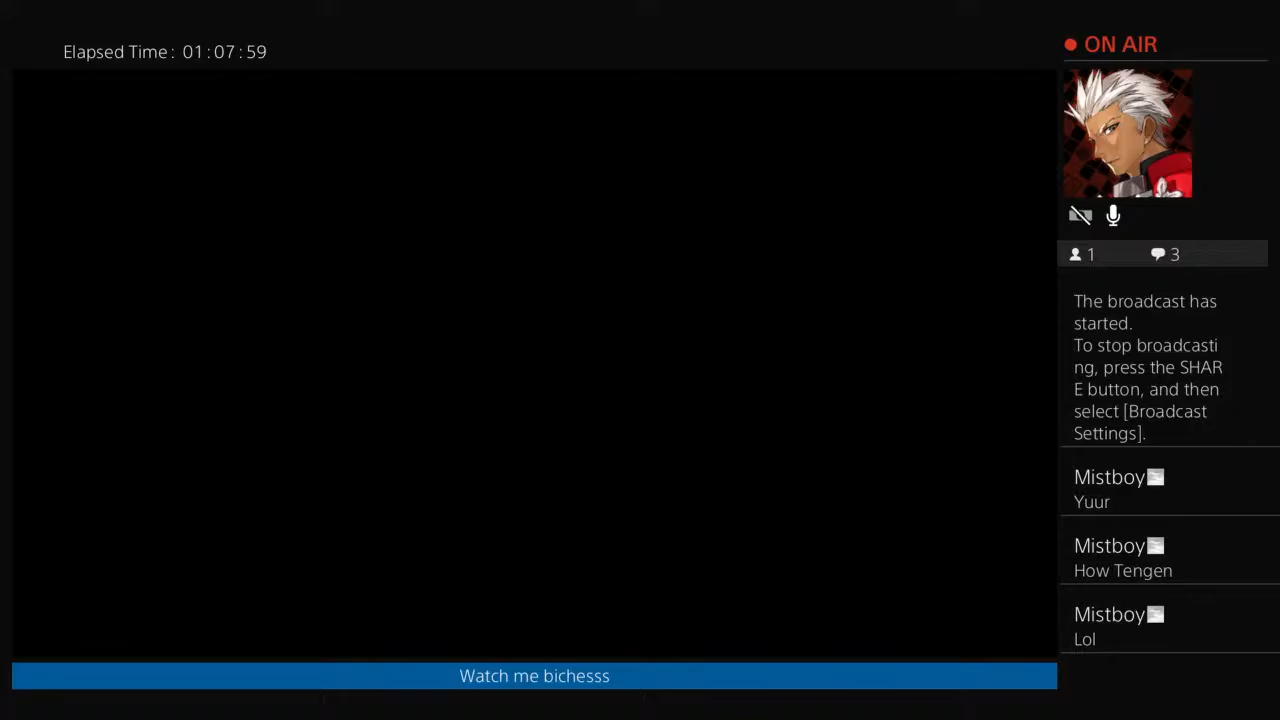 Elapsed Time: 01:07:59
ON AIR
1
3
The broadcast has
started.
To stop broadcasti
ng, press the SHAR
E button, and then
select [Broadcast
Settings].
Mistboy
Yuur
Mistboy
How Tengen
Mistboy
Lol
Watch me bichesss